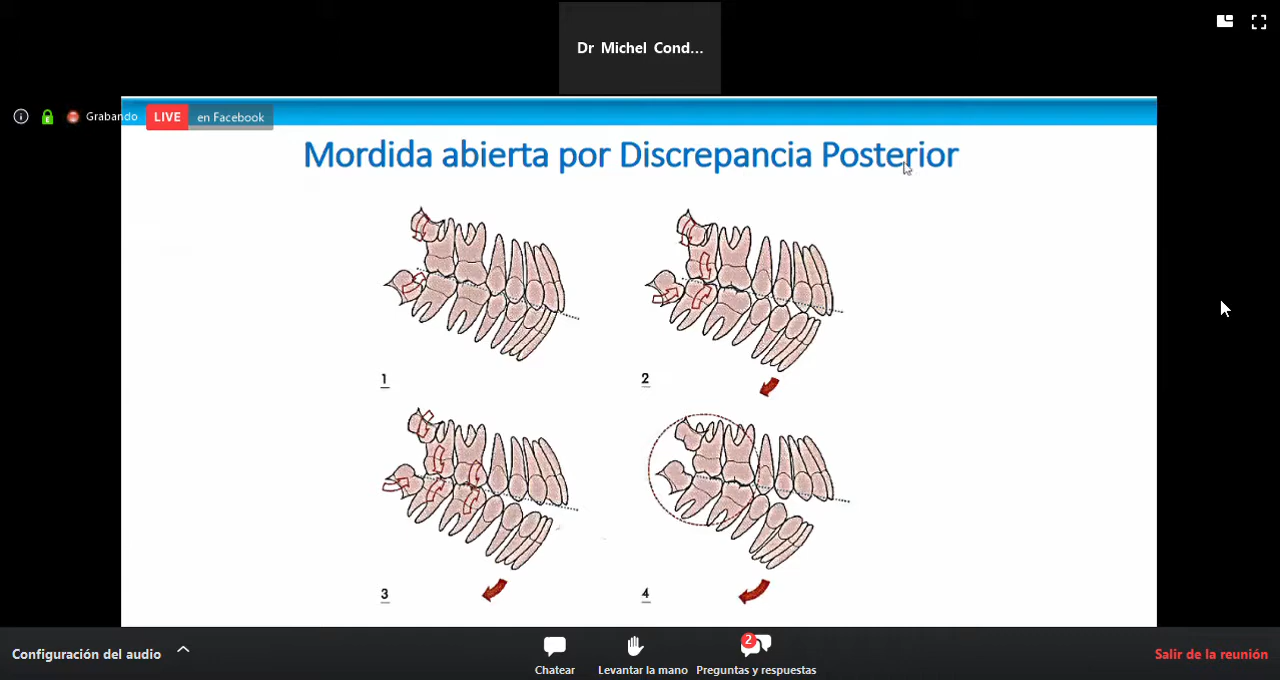 Dr Michel Cond...
Grabando
LIVE en Facebook
Mordida abierta por Discrepancia Posterior
1
2
3
4
Configuración del audio
Chatear
Levantar la mano
2
Preguntas y respuestas
Salir de la reunión